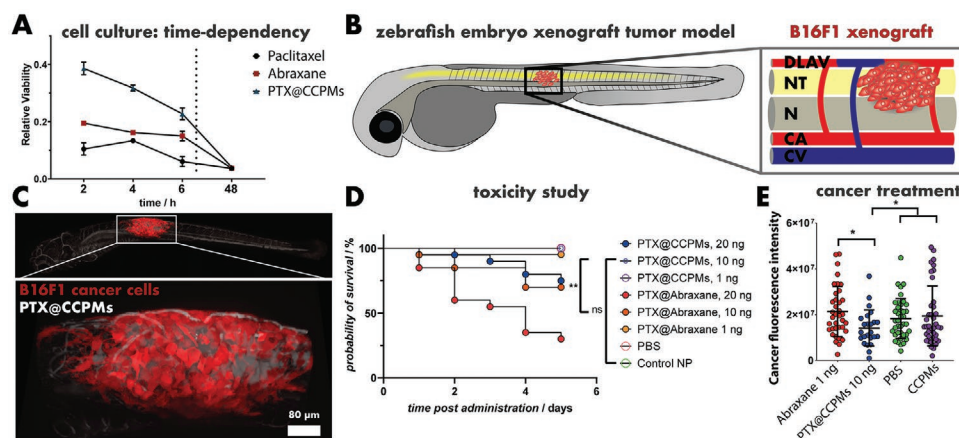 A cell culture: time-dependency
Relative Viability
0.4
0.2
0.0
2 4 6 48
time / h
Paclitaxel
Abraxane
PTX@CCPMs
B zebrafish embryo xenograft tumor model
B16F1 xenograft
DLAV
NT
N
CA
CV
C
B16F1 cancer cells
PTX@CCPMs
80 µm
D toxicity study
probability of survival / %
100
50
0
0 2 4 6
time post administration / days
**
ns
PTX@CCPMs, 20 ng
PTX@CCPMs, 10 ng
PTX@CCPMs, 1 ng
PTX@Abraxane, 20 ng
PTX@Abraxane, 10 ng
PTX@Abraxane 1 ng
PBS
Control NP
E cancer treatment
Cancer fluorescence intensity
6×10⁷
4×10⁷
2×10⁷
0
*
*
Abraxane 1 ng
PTX@CCPMs 10 ng
PBS
CCPMs